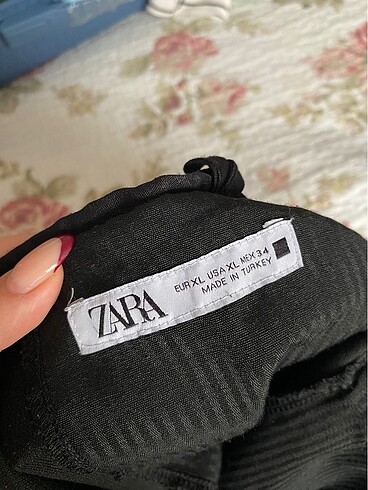 ZARA
EUR XL USA XL MEX 34
MADE IN TURKEY